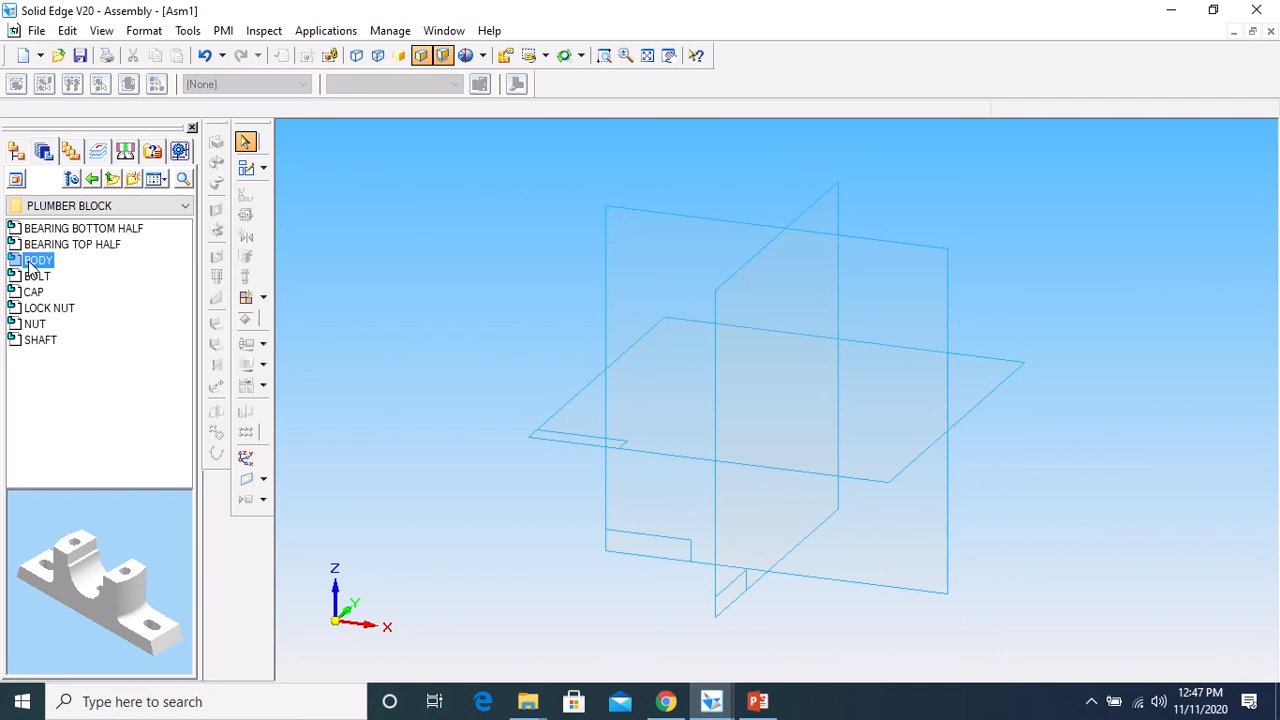 Solid Edge V20 - Assembly - [Asm1]
File Edit View Format Tools PMI Inspect Applications Manage Window Help
(None)
PLUMBER BLOCK
BEARING BOTTOM HALF
BEARING TOP HALF
BODY
BOLT
CAP
LOCK NUT
NUT
SHAFT
Z
Y
X
Type here to search
12:47 PM
11/11/2020